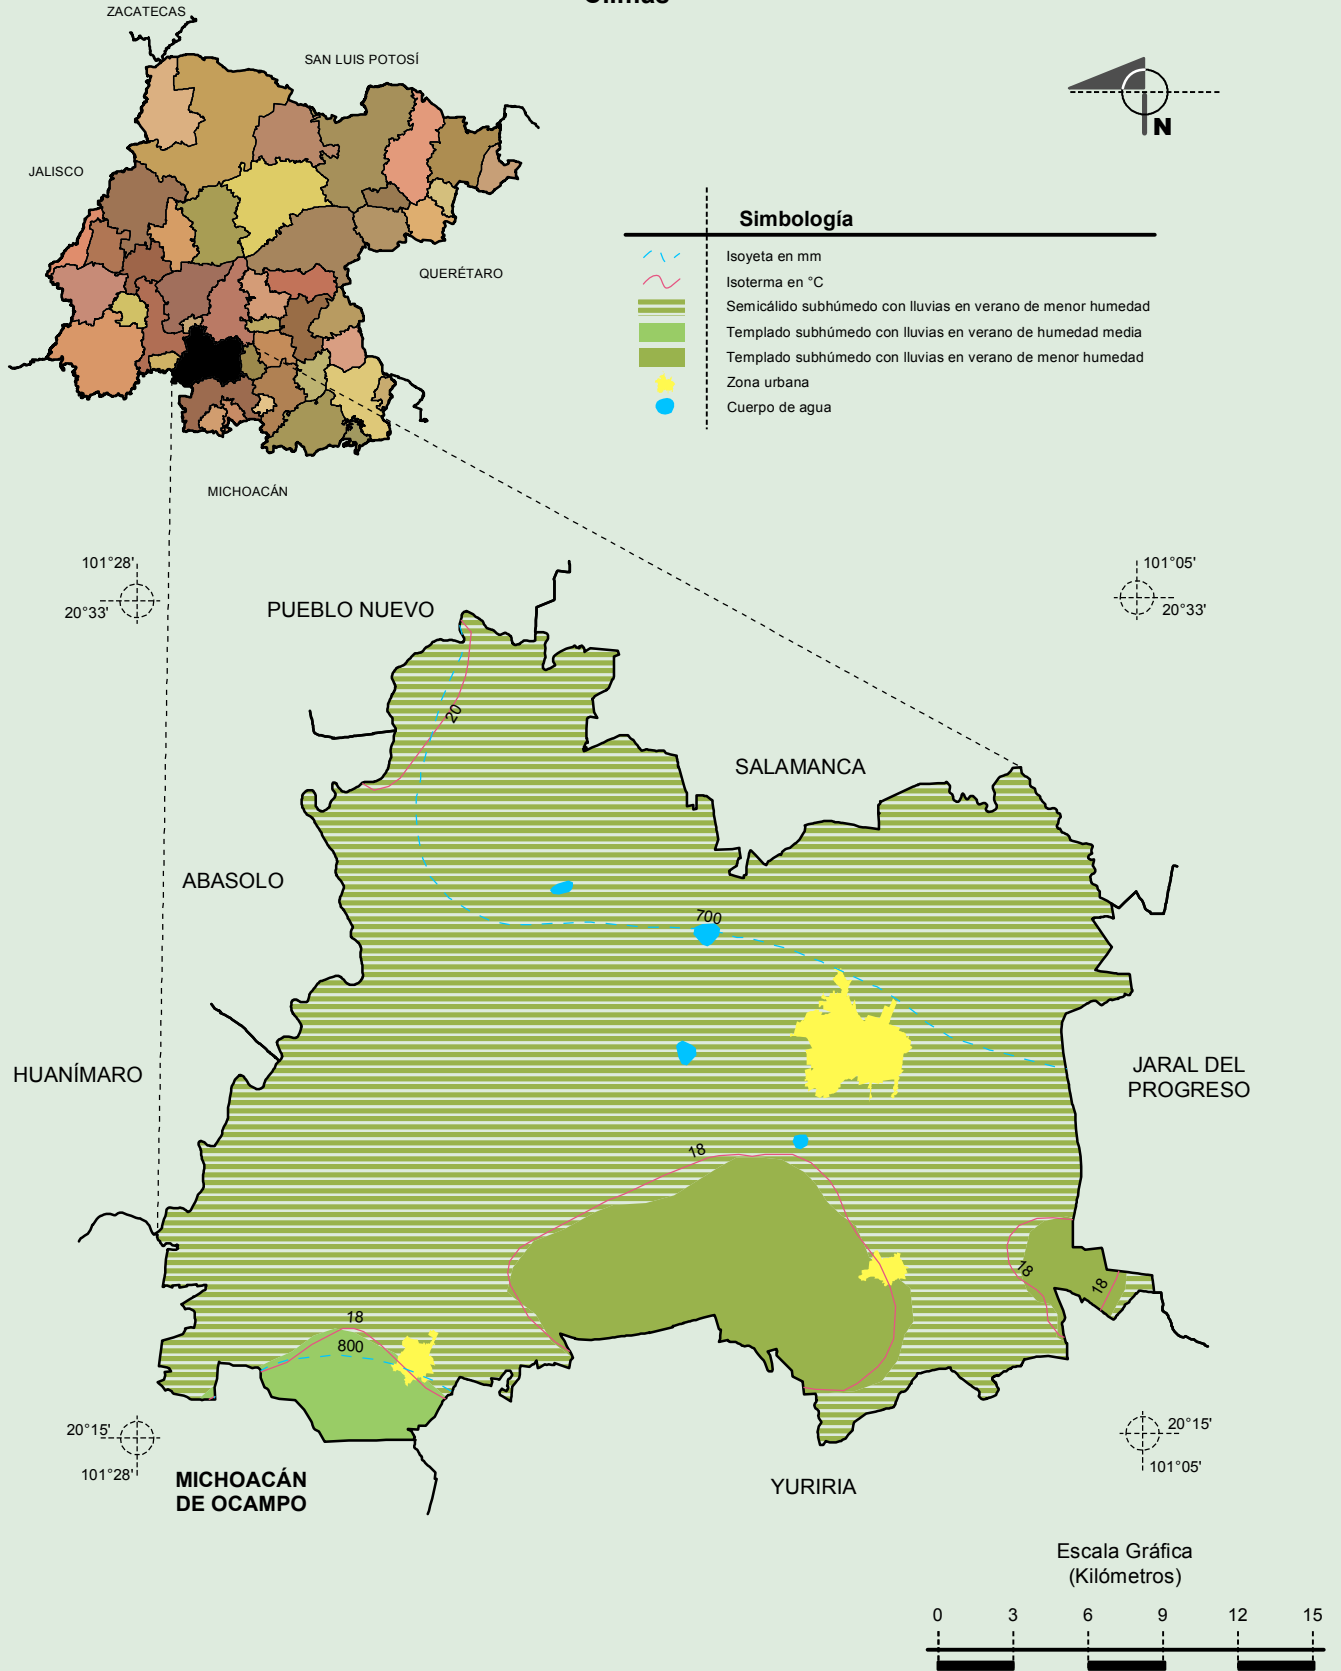 Climas
ZACATECAS
SAN LUIS POTOSÍ
JALISCO
QUERÉTARO
MICHOACÁN
N
Simbología
Isoyeta en mm
Isoterma en °C
Semicálido subhúmedo con lluvias en verano de menor humedad
Templado subhúmedo con lluvias en verano de humedad media
Templado subhúmedo con lluvias en verano de menor humedad
Zona urbana
Cuerpo de agua
101°28'
20°33'
101°05'
20°33'
PUEBLO NUEVO
20
SALAMANCA
ABASOLO
700
HUANÍMARO
JARAL DEL
PROGRESO
18
18
18
18
800
20°15'
101°28'
20°15'
101°05'
MICHOACÁN
DE OCAMPO
YURIRIA
Escala Gráfica
(Kilómetros)
0 3 6 9 12 15